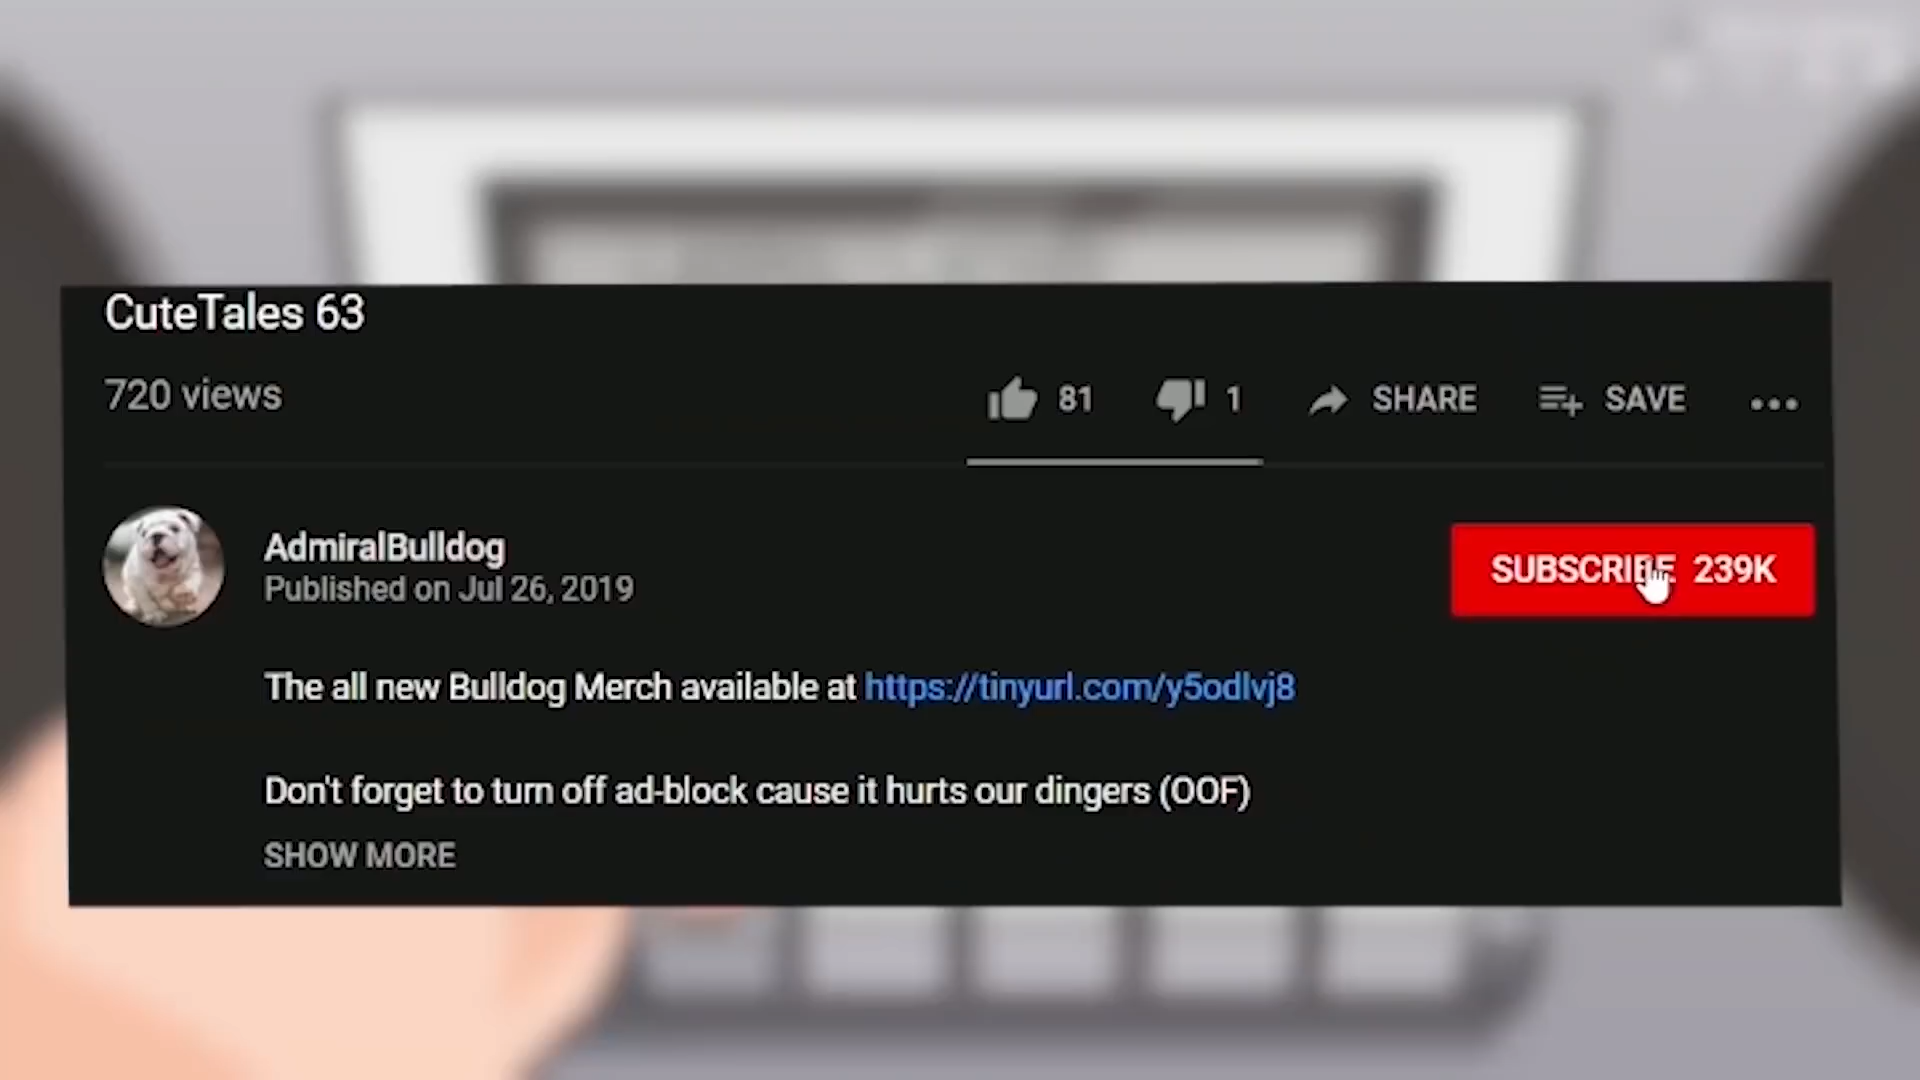 CuteTales 63
720 views
81 1 SHARE SAVE
AdmiralBulldog
Published on Jul 26, 2019
SUBSCRIBE 239K
The all new Bulldog Merch available at https://tinyurl.com/y5odlvj8
Don't forget to turn off ad-block cause it hurts our dingers (OOF)
SHOW MORE